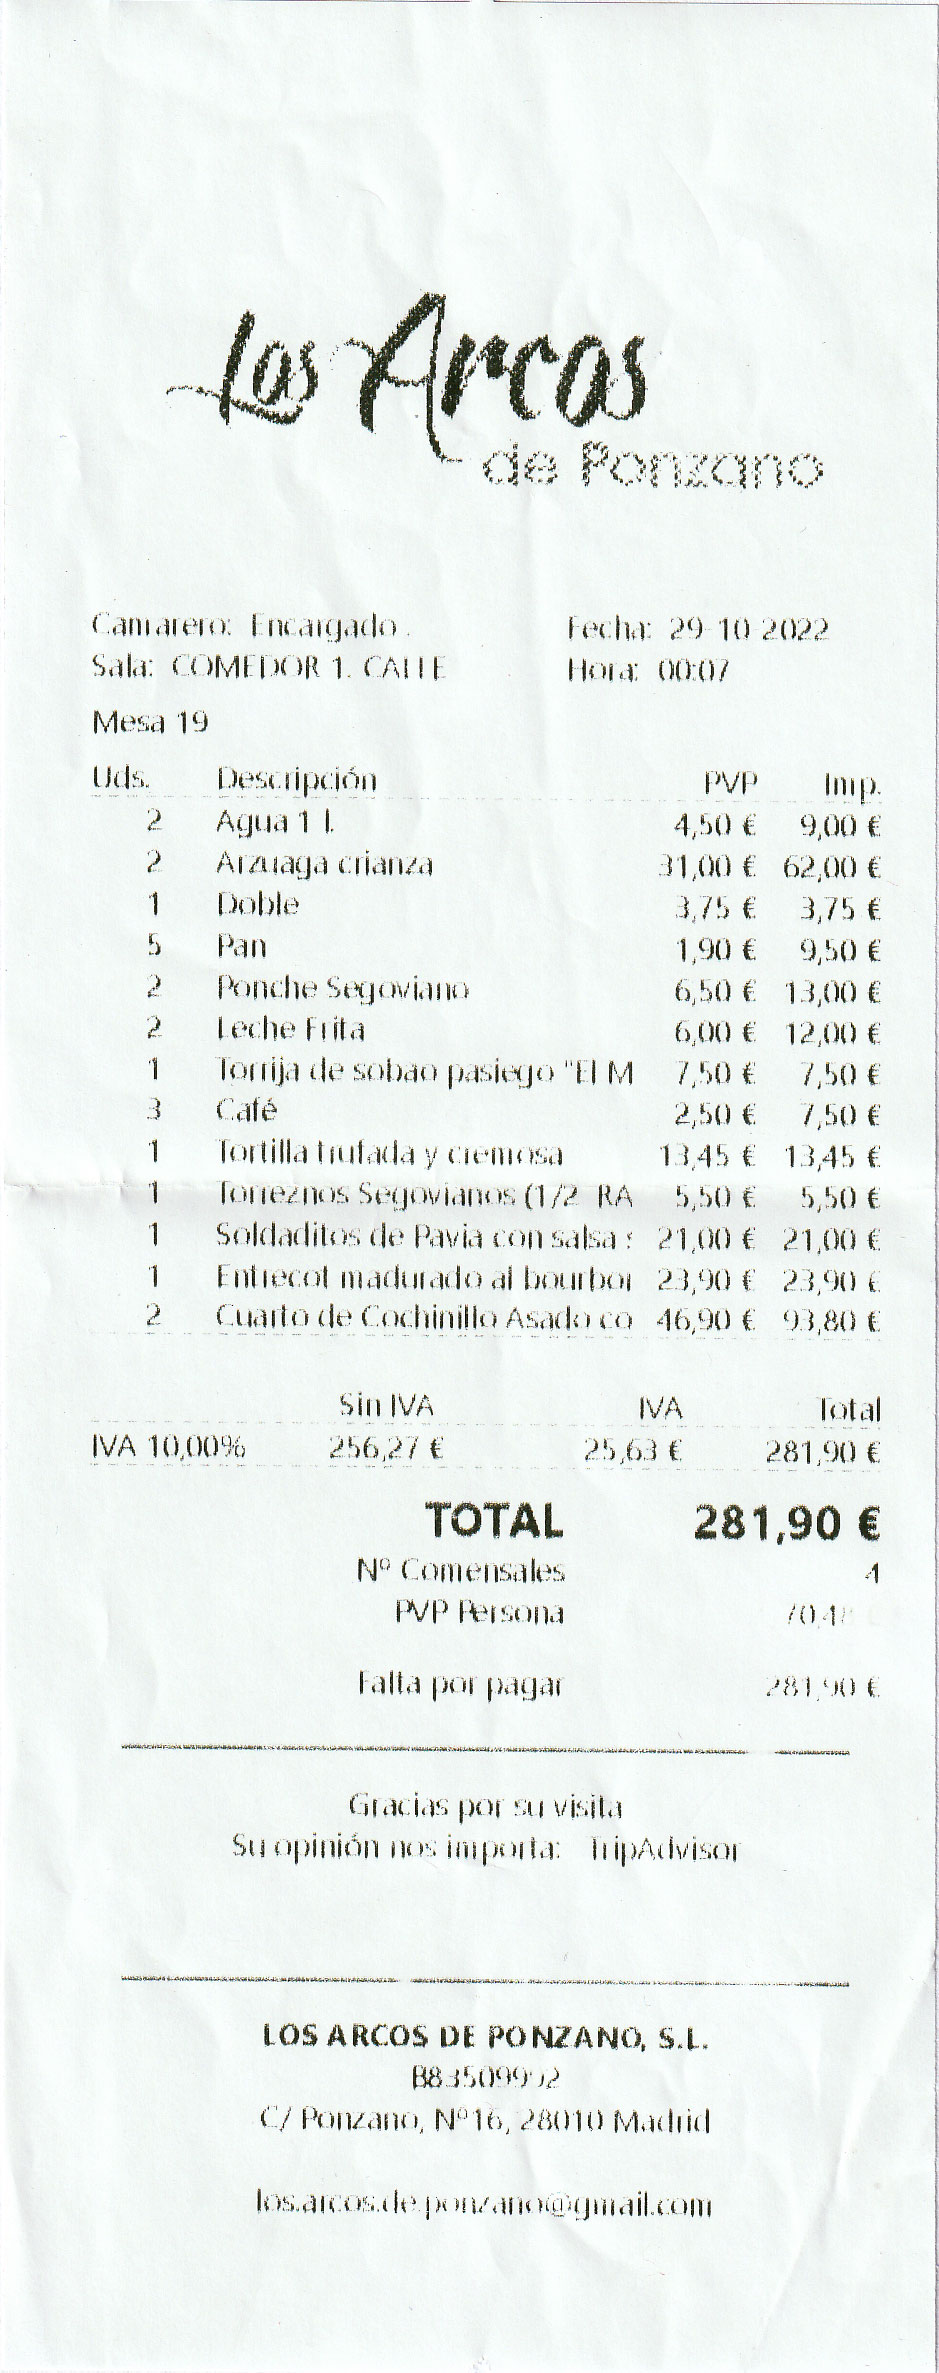 Los Arcos
de Ponzano
Camarero: Encargado .
Fecha: 29-10-2022
Sala: COMEDOR 1. CALLE
Hora: 00:07
Mesa 19
Uds. Descripción PVP Imp.
2 Agua 1 l. 4,50 € 9,00 €
2 Arzuaga crianza 31,00 € 62,00 €
1 Doble 3,75 € 3,75 €
5 Pan 1,90 € 9,50 €
2 Ponche Segoviano 6,50 € 13,00 €
2 Leche Frita 6,00 € 12,00 €
1 Torrija de sobao pasiego "El M 7,50 € 7,50 €
3 Café 2,50 € 7,50 €
1 Tortilla trufada y cremosa 13,45 € 13,45 €
1 Torreznos Segovianos (1/2 RA 5,50 € 5,50 €
1 Soldaditos de Pavia con salsa 21,00 € 21,00 €
1 Entrecot madurado al bourbon 23,90 € 23,90 €
2 Cuarto de Cochinillo Asado co 46,90 € 93,80 €
Sin IVA IVA Total
IVA 10,00% 256,27 € 25,63 € 281,90 €
TOTAL 281,90 €
Nº Comensales 4
PVP Persona
Falta por pagar 281,90 €
Gracias por su visita
Su opinión nos importa: TripAdvisor
LOS ARCOS DE PONZANO, S.L.
C/ Ponzano, Nº16, 28010 Madrid
los.arcos.de.ponzano@gmail.com